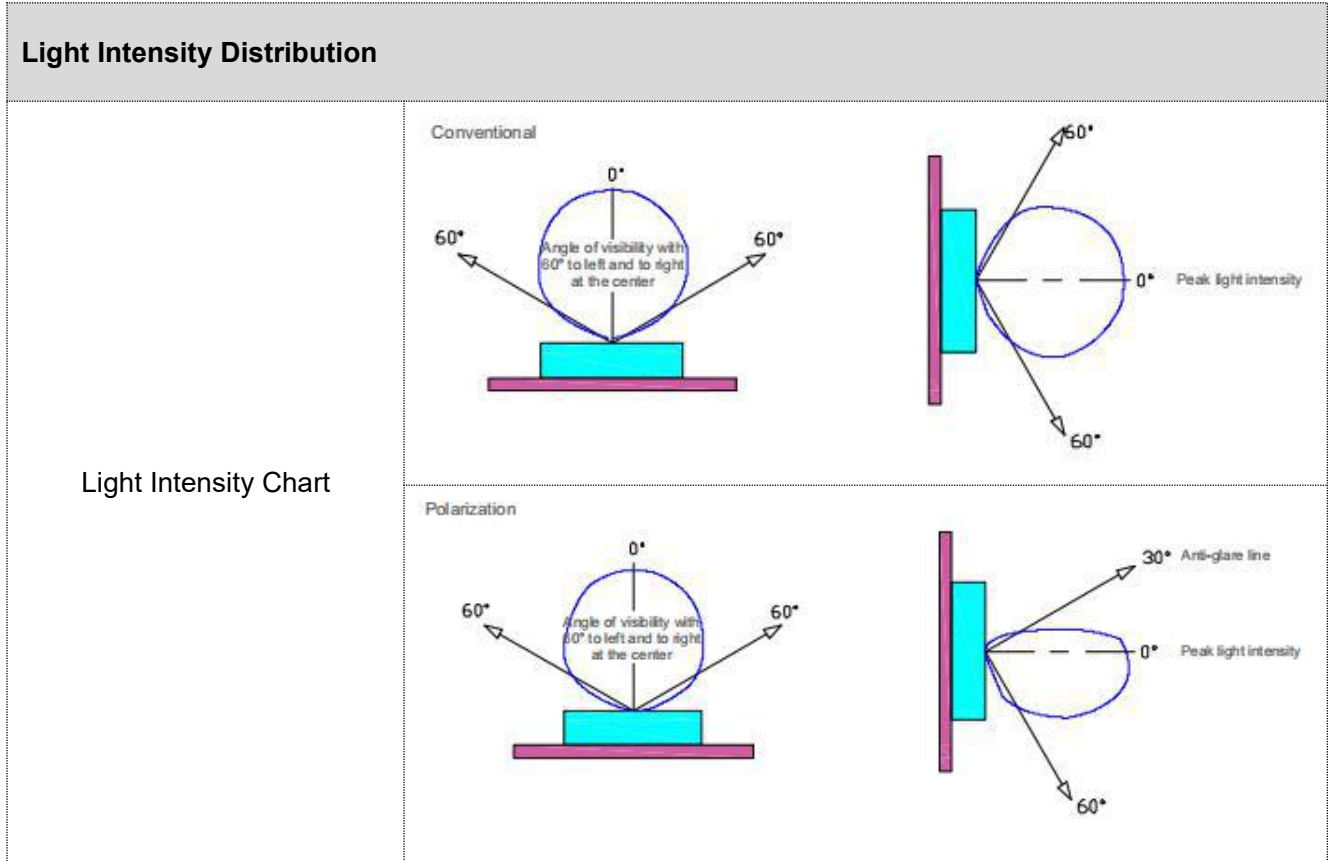 Light Intensity Distribution
Light Intensity Chart
Conventional
0°
60°
60°
Angle of visibility with
60° to left and to right
at the center
60°
0°
Peak light intensity
60°
Polarization
0°
60°
60°
Angle of visibility with
60° to left and to right
at the center
30°
Anti-glare line
0°
Peak light intensity
60°